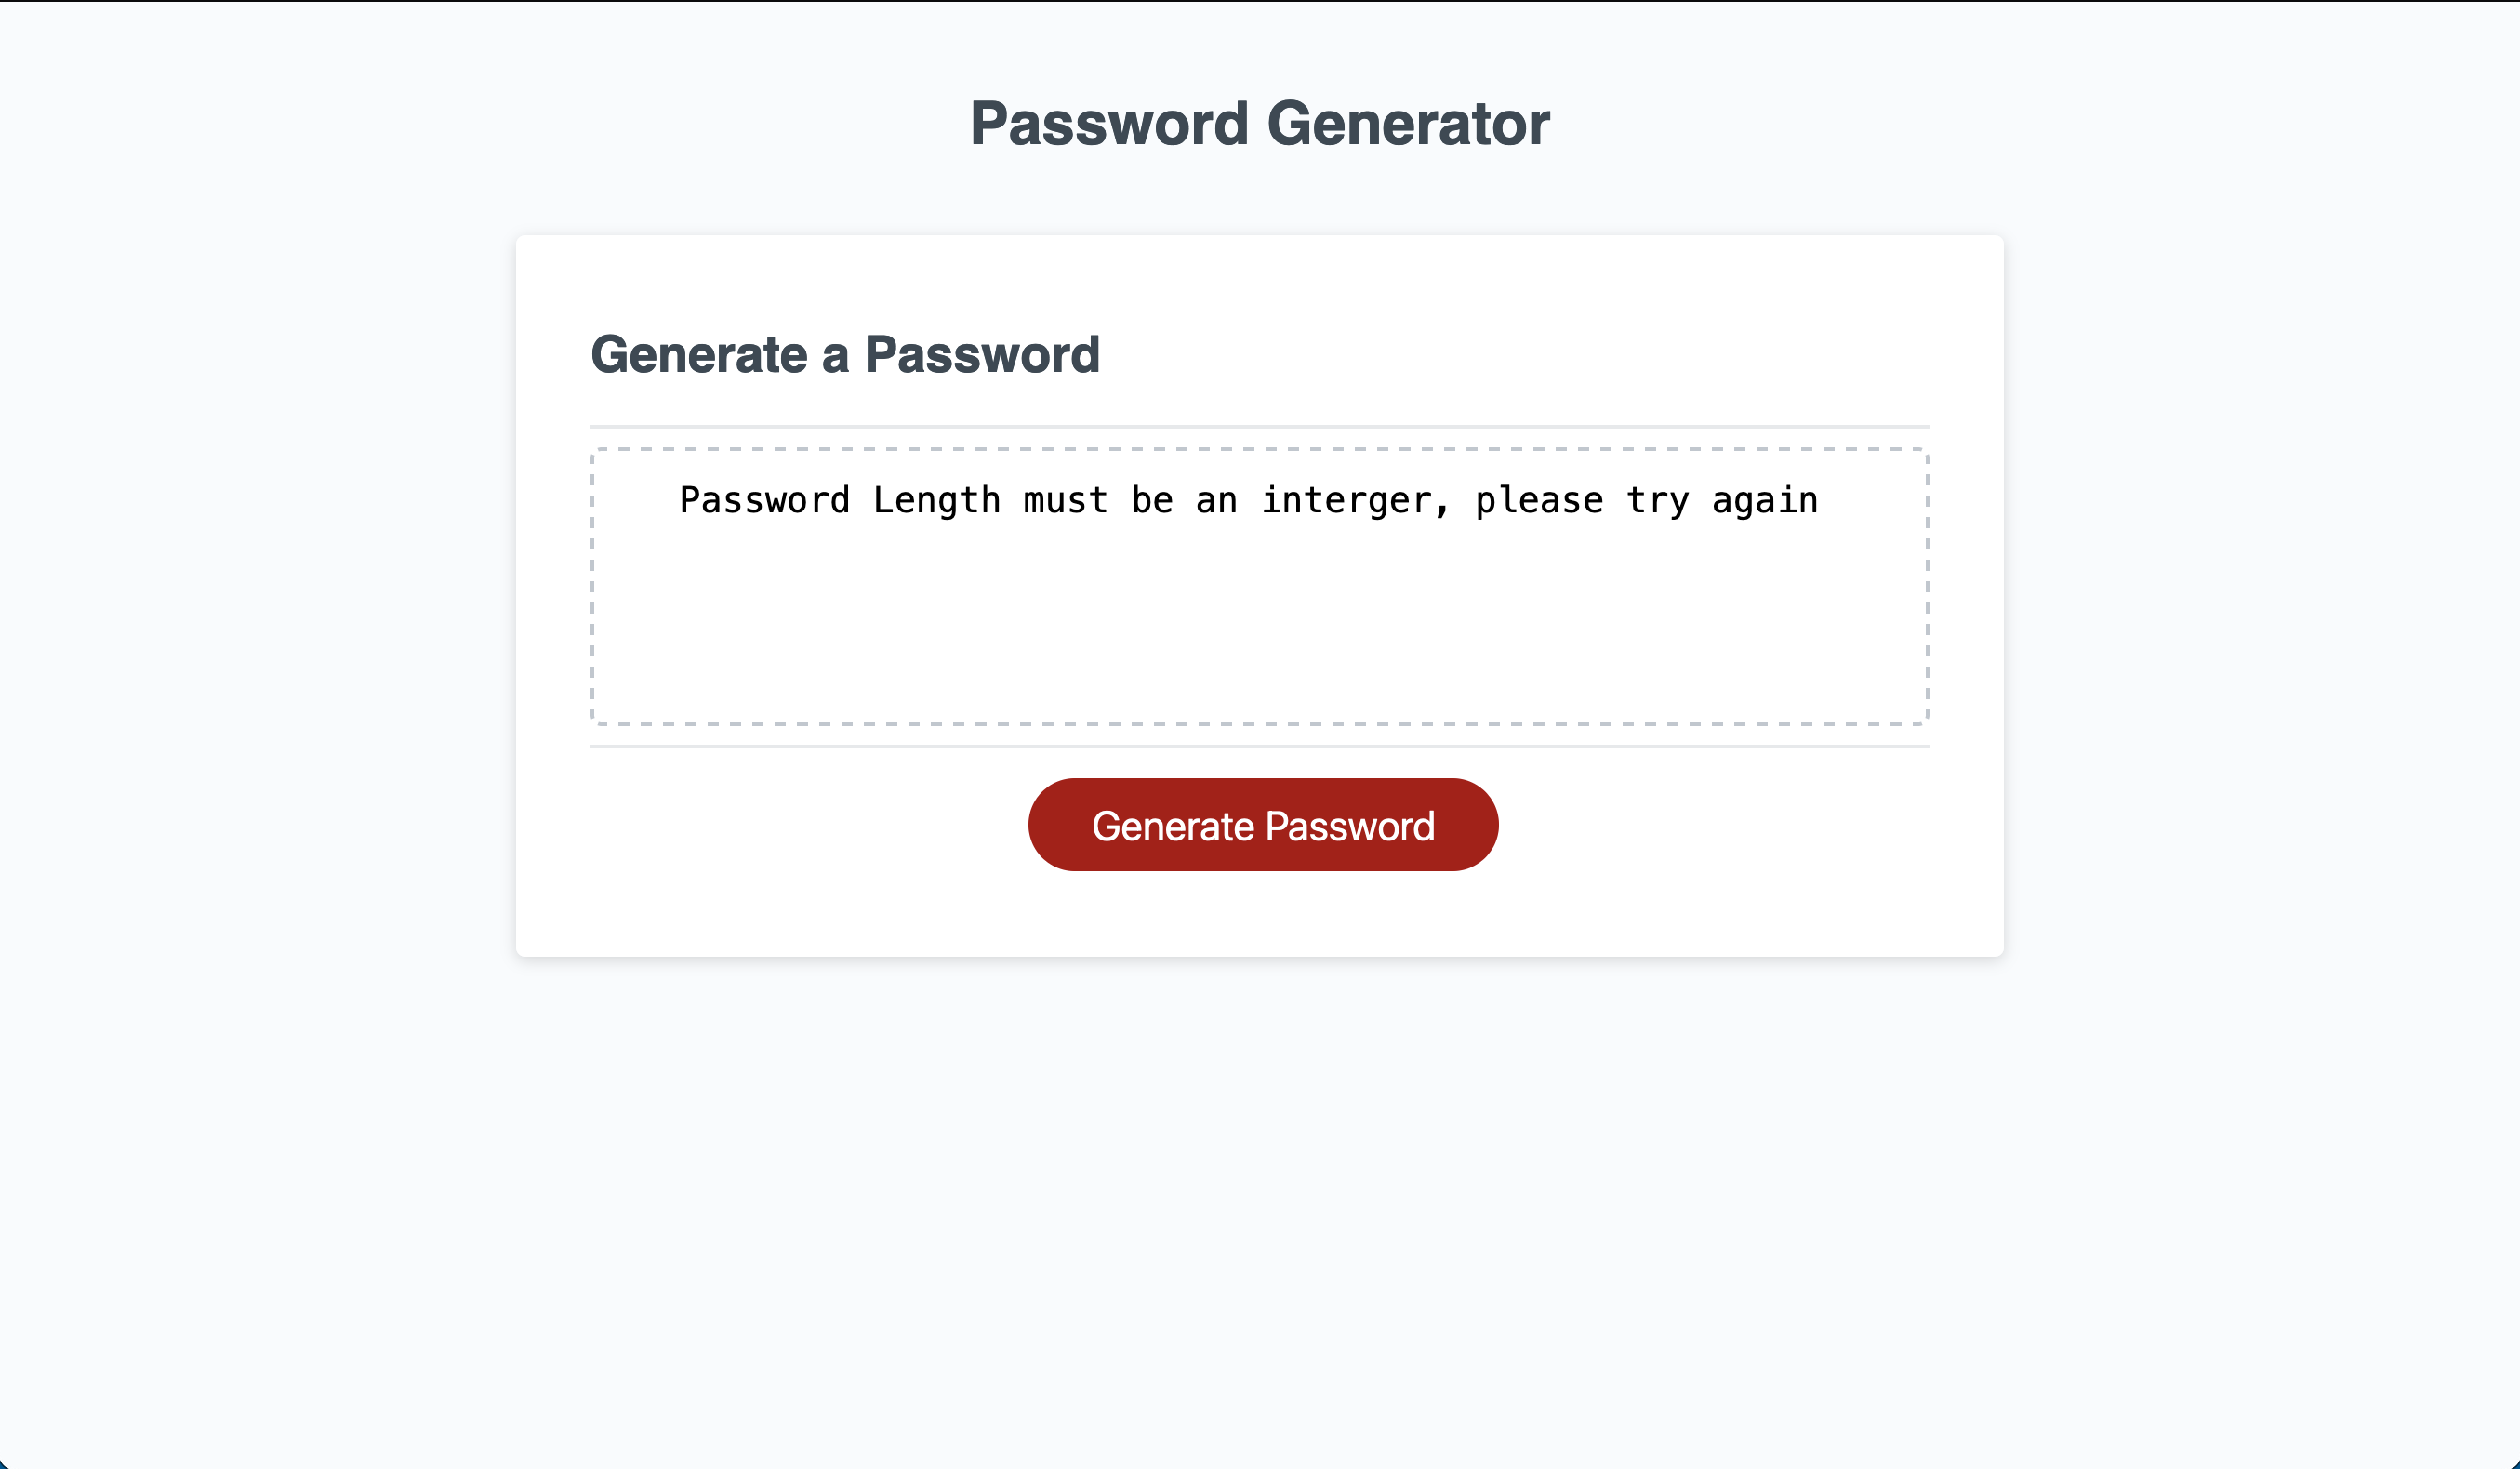 Password Generator
Generate a Password
Password Length must be an interger, please try again
Generate Password